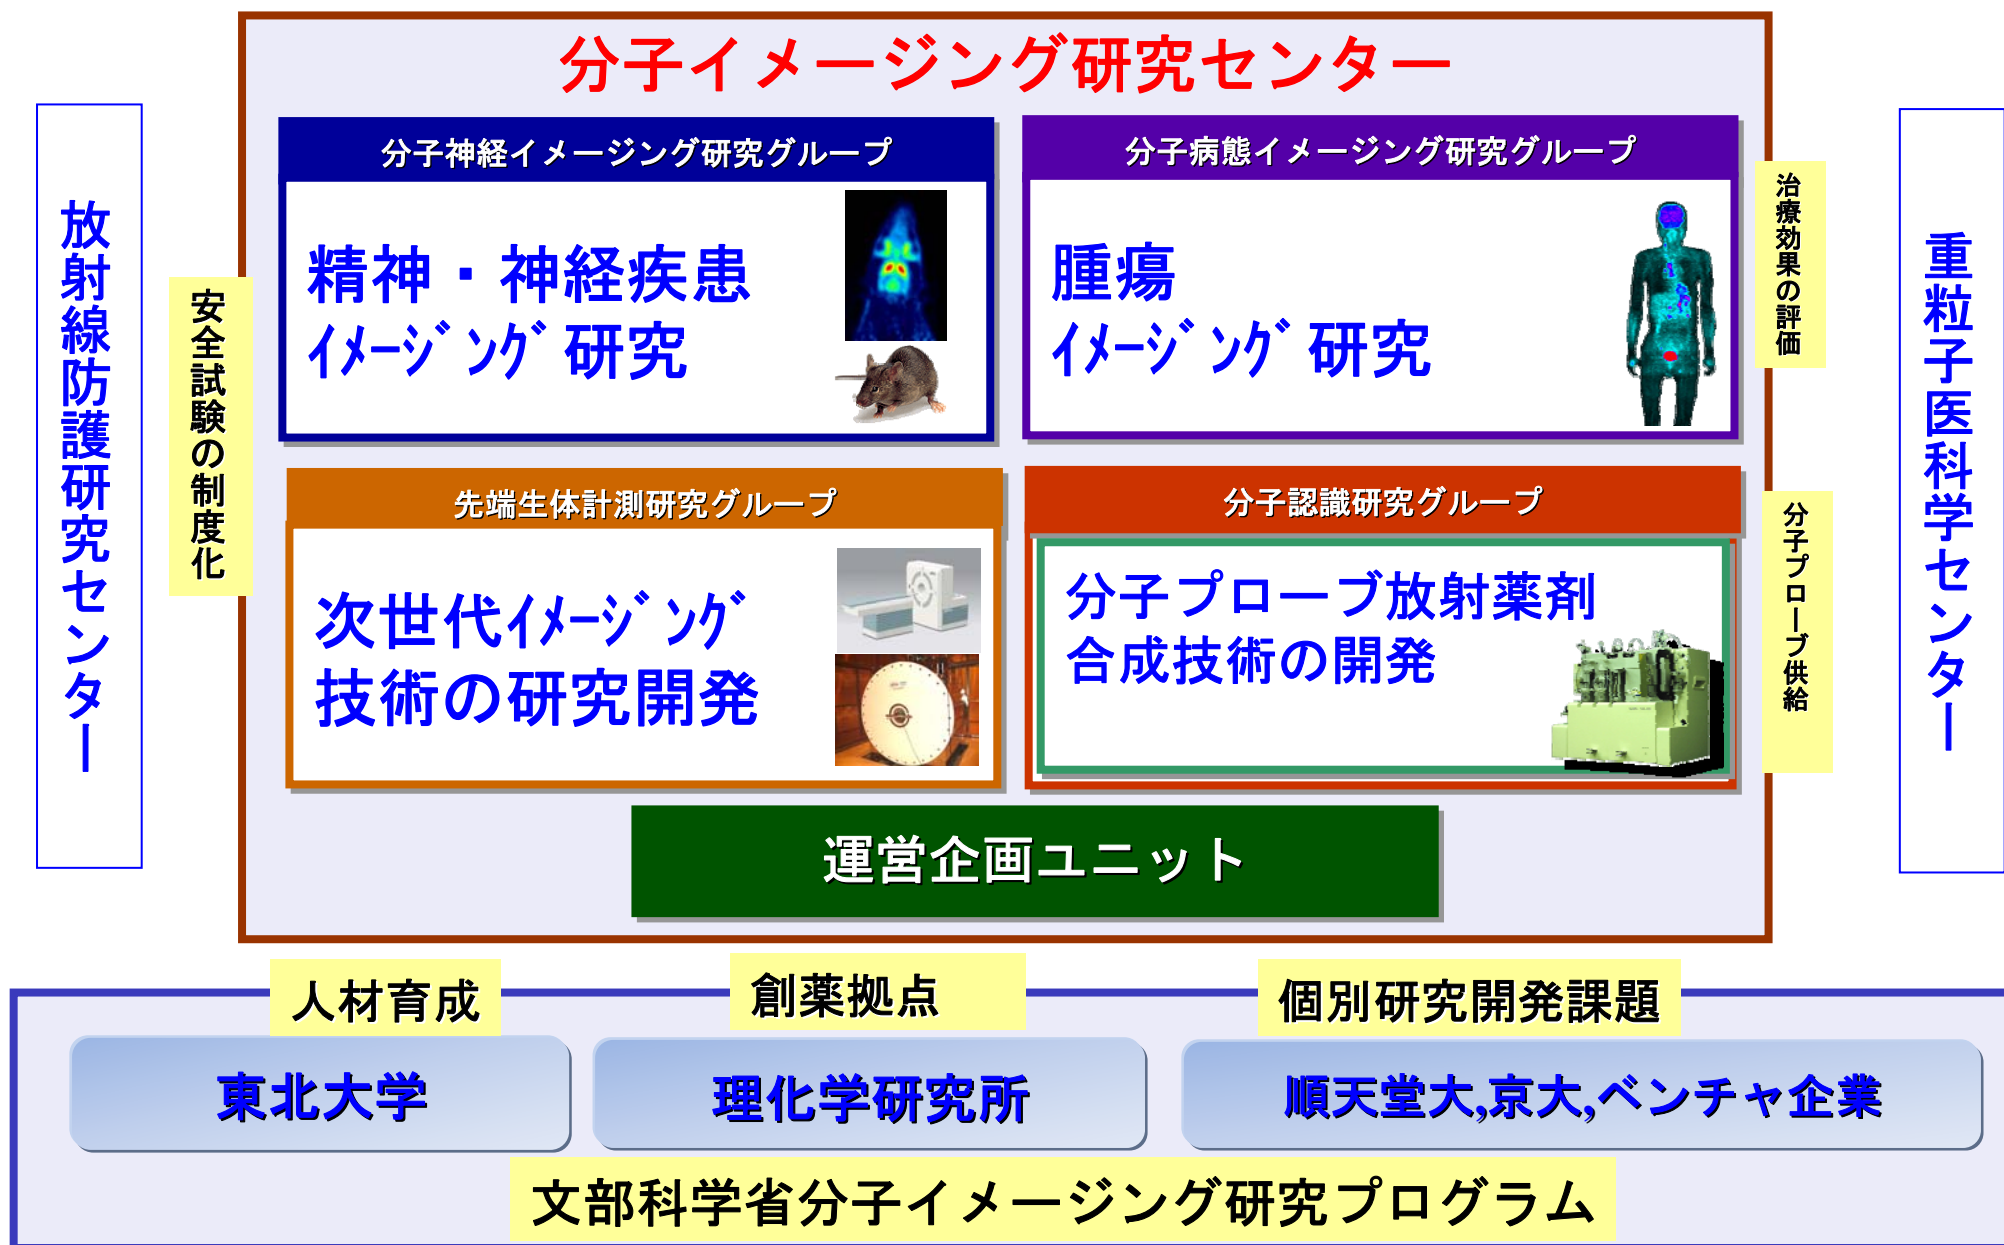 分子イメージング研究センター
放射線防護研究センター
安全試験の制度化
分子神経イメージング研究グループ
精神・神経疾患
ｲﾒｰｼﾞﾝｸﾞ研究
分子病態イメージング研究グループ
腫瘍
ｲﾒｰｼﾞﾝｸﾞ研究
治療効果の評価
重粒子医科学センター
先端生体計測研究グループ
次世代ｲﾒｰｼﾞﾝｸﾞ
技術の研究開発
分子認識研究グループ
分子プローブ放射薬剤
合成技術の開発
分子プローブ供給
運営企画ユニット
人材育成
創薬拠点
個別研究開発課題
東北大学
理化学研究所
順天堂大,京大,ベンチャ企業
文部科学省分子イメージング研究プログラム